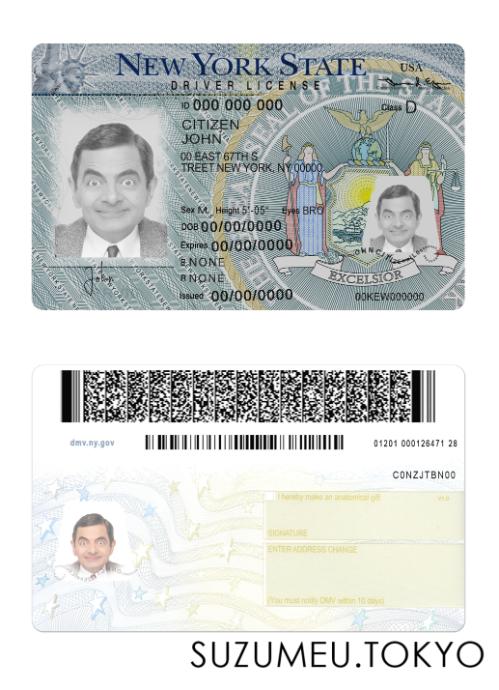 NEW YORK STATE
USA
DRIVER LICENSE
ID 000 000 000
Class D
CITIZEN
JOHN
00 EAST 67TH S
TREET NEW YORK, NY 00000
Sex M Height 5'-05" Eyes BRO
DOB 00/00/0000
Expires 00/00/0000
E NONE
R NONE
Issued 00/00/0000
EXCELSIOR
00KEW000000
John
dmv.ny.gov
01201 000126471 28
C0NZJTBN00
I hereby make an anatomical gift
SIGNATURE
ENTER ADDRESS CHANGE
(You must notify DMV within 10 days)
SUZUMEU.TOKYO